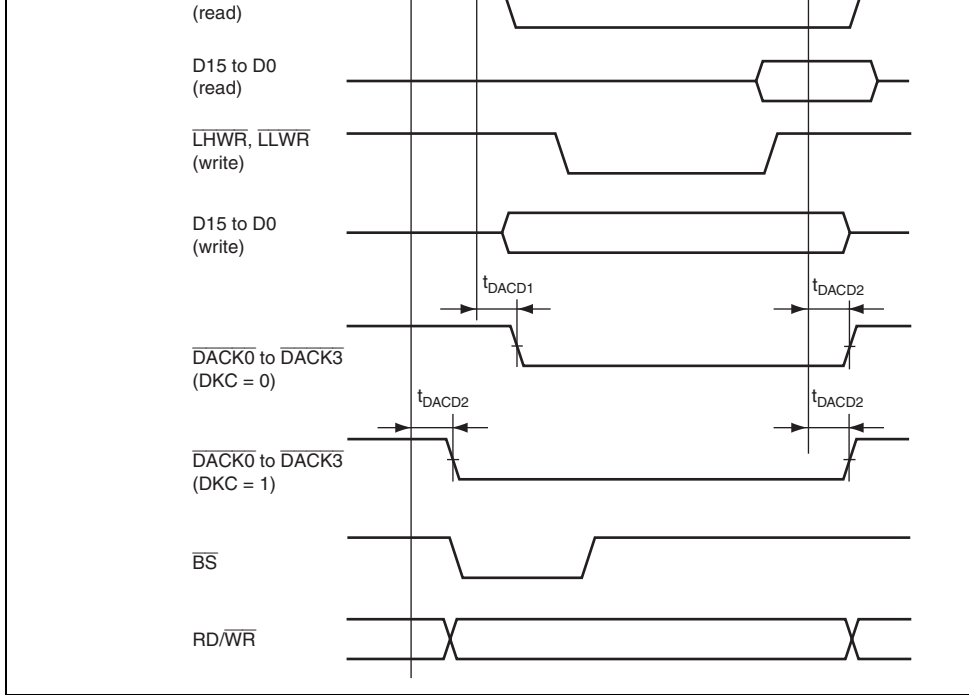 (read)
D15 to D0
(read)
LHWR, LLWR
(write)
D15 to D0
(write)
tDACD1
tDACD2
DACK0 to DACK3
(DKC = 0)
tDACD2
tDACD2
DACK0 to DACK3
(DKC = 1)
BS
RD/WR